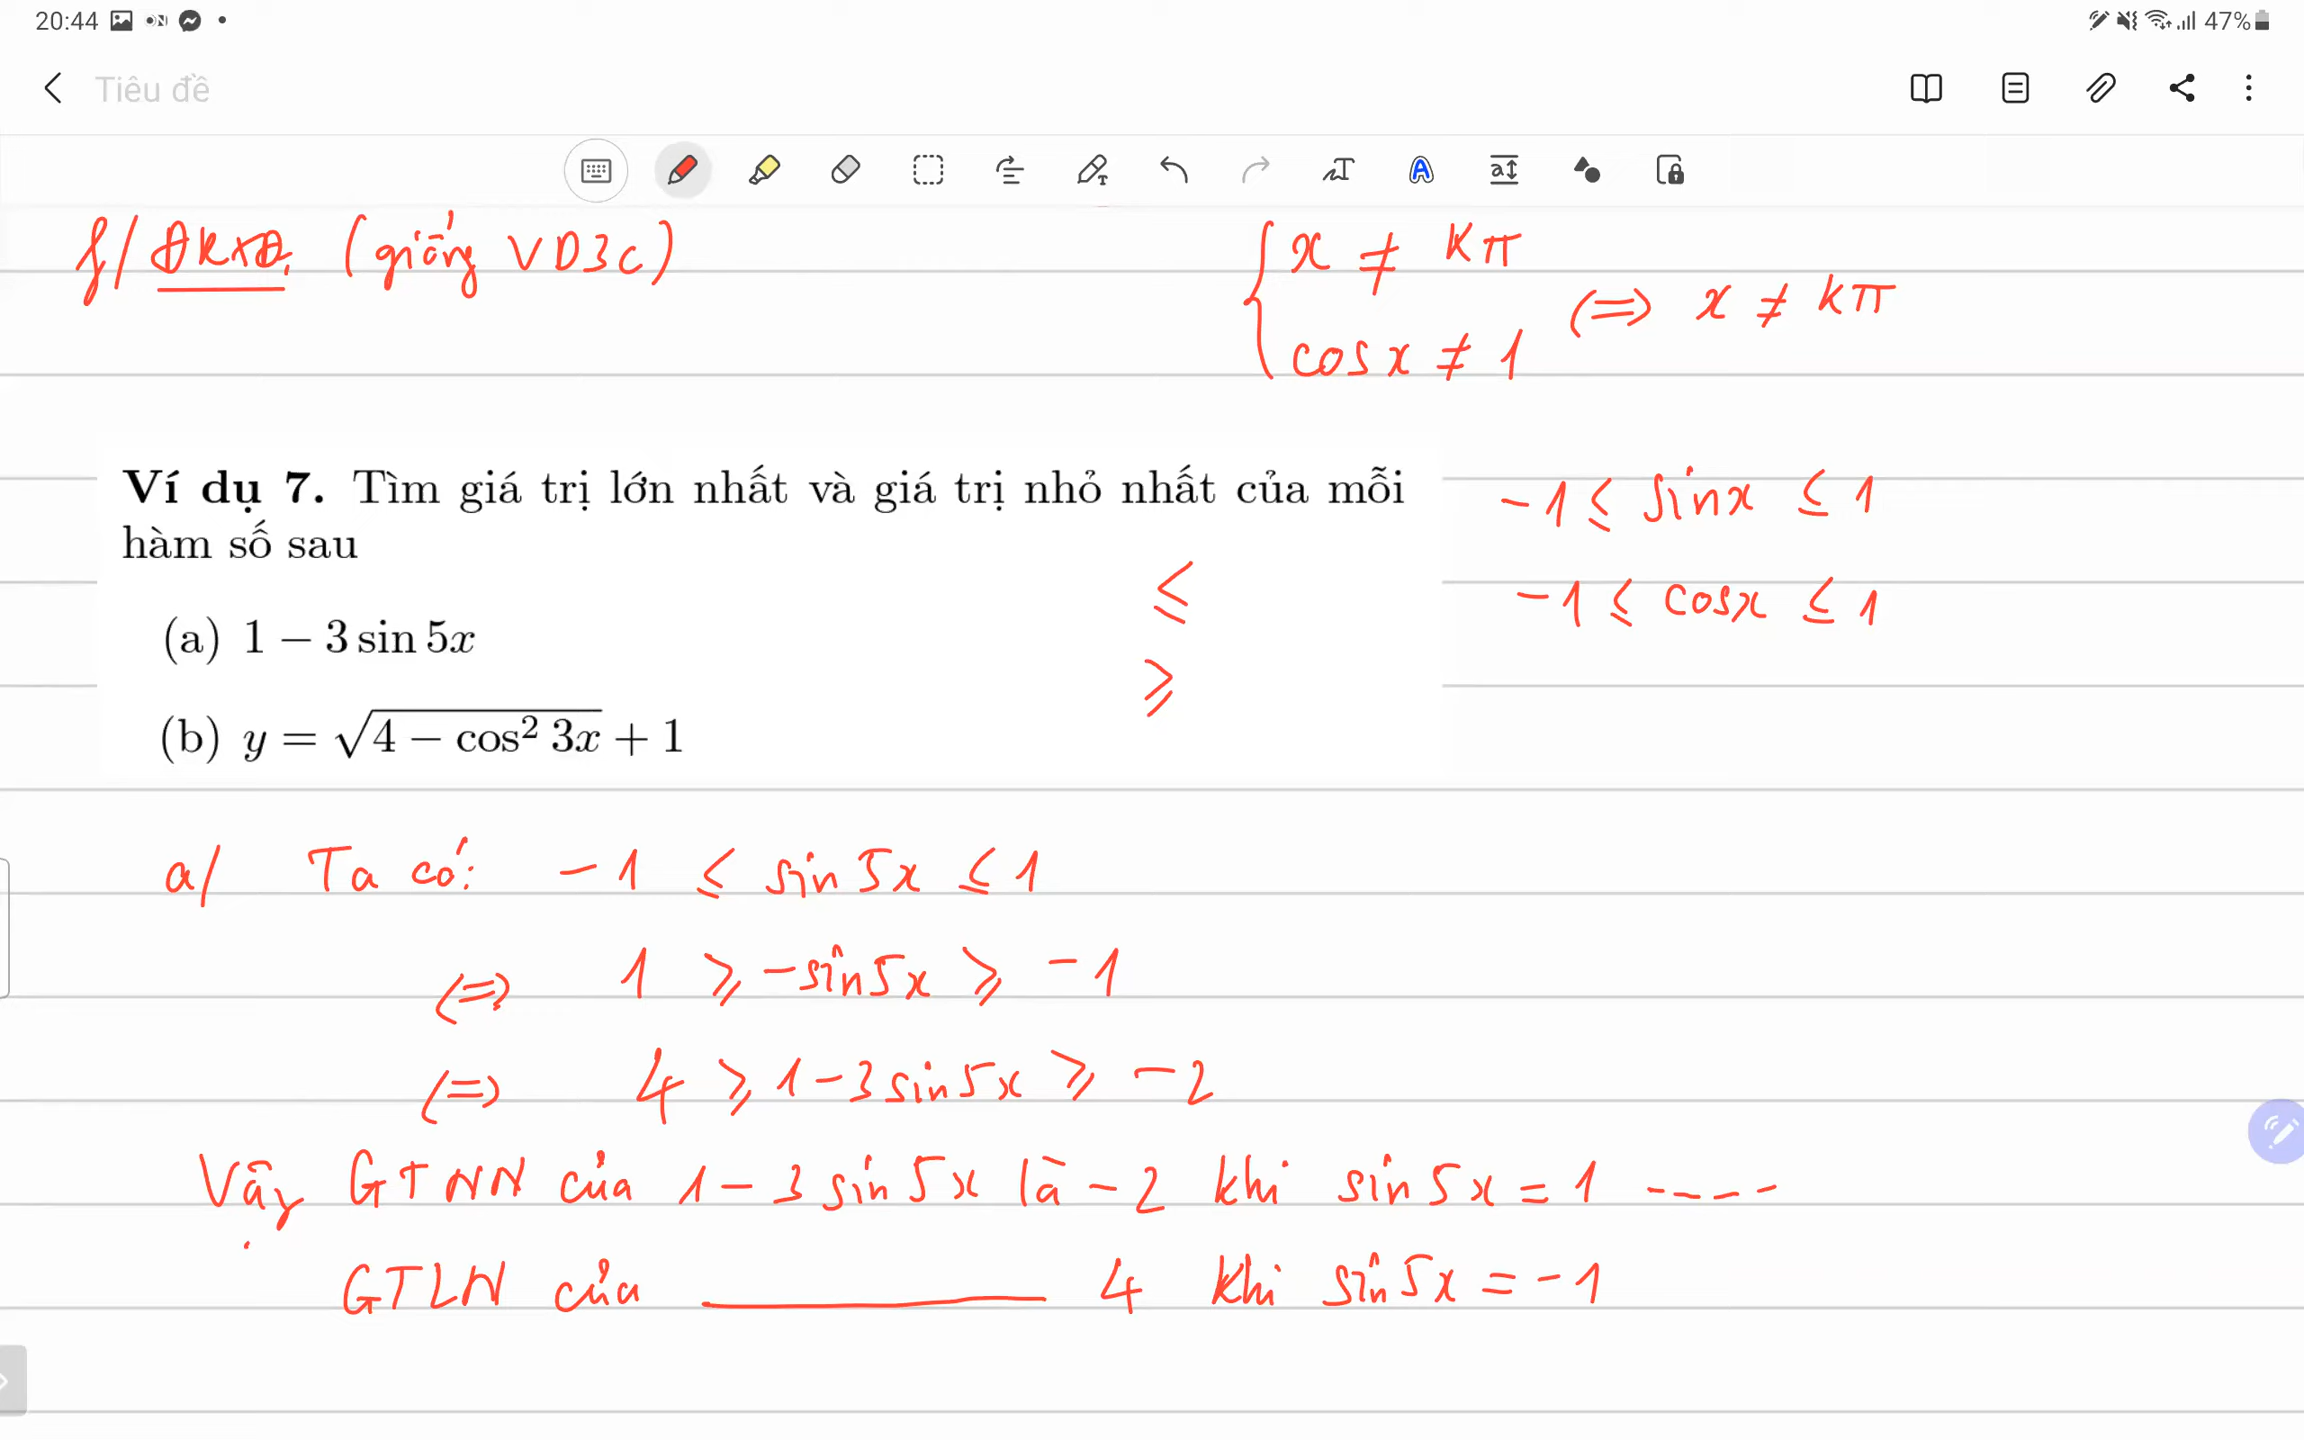 20:44 47%
Tiêu đề
f/ ĐKXĐ (giống VD3c)
{ x ≠ kπ
cosx ≠ 1
(=) x ≠ kπ
Ví dụ 7. Tìm giá trị lớn nhất và giá trị nhỏ nhất của mỗi
hàm số sau
-1 ≤ sinx ≤ 1
≤
-1 ≤ cosx ≤ 1
(a) 1 − 3 sin 5x
≥
(b) y = √(4 − cos² 3x) + 1
a/ Ta có: -1 ≤ sin5x ≤ 1
(=) 1 ≥ -sin5x ≥ -1
(=) 4 ≥ 1-3sin5x ≥ -2
Vậy GTNN của 1-3sin5x là -2 khi sin5x = 1 ----
GTLN của ________ 4 khi sin5x = -1